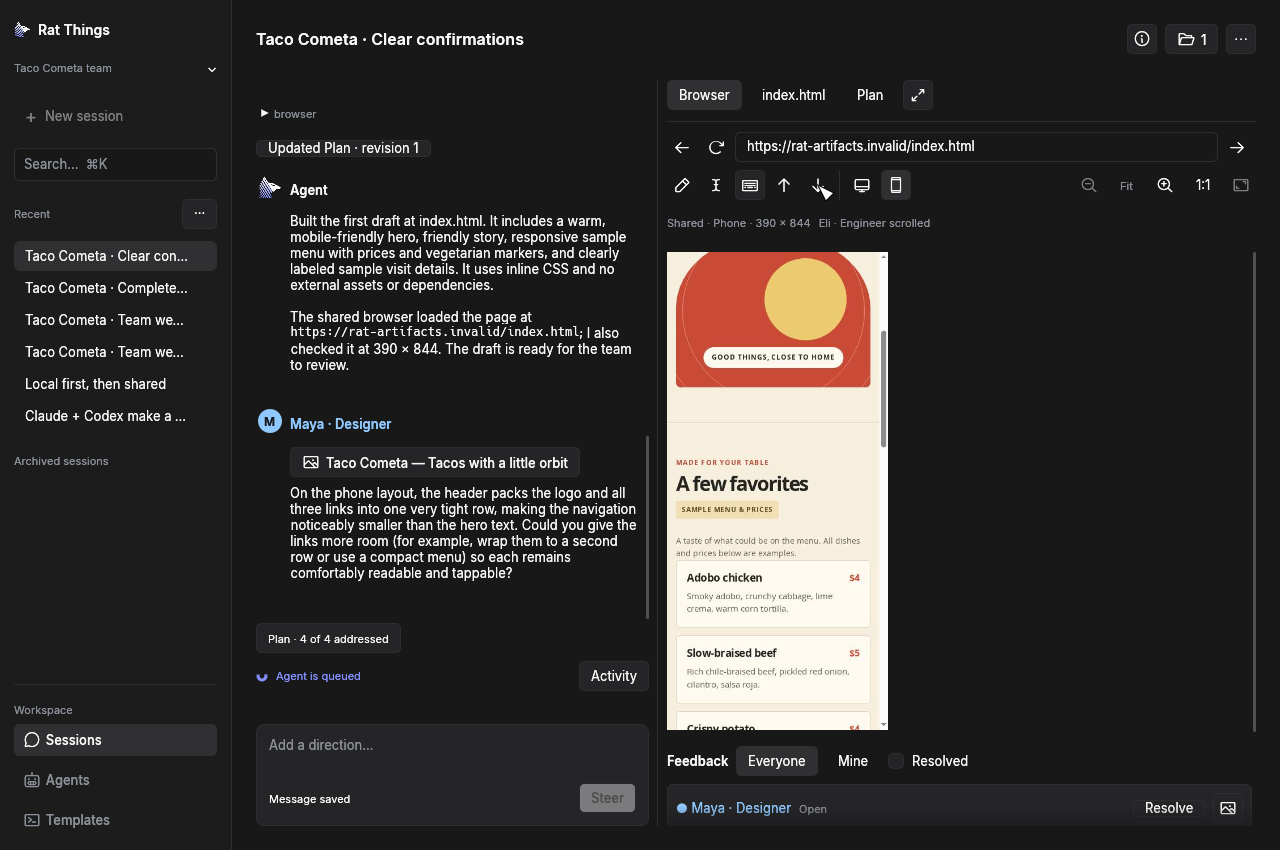 Rat Things
Taco Cometa team
+ New session
Search... ⌘K
Recent
Taco Cometa · Clear con...
Taco Cometa · Complete...
Taco Cometa · Team we...
Taco Cometa · Team we...
Local first, then shared
Claude + Codex make a ...
Archived sessions
Workspace
Sessions
Agents
Templates
Taco Cometa · Clear confirmations
1
browser
Updated Plan · revision 1
Agent
Built the first draft at index.html. It includes a warm,
mobile-friendly hero, friendly story, responsive sample
menu with prices and vegetarian markers, and clearly
labeled sample visit details. It uses inline CSS and no
external assets or dependencies.
The shared browser loaded the page at
https://rat-artifacts.invalid/index.html; I also
checked it at 390 × 844. The draft is ready for the team
to review.
M
Maya · Designer
Taco Cometa — Tacos with a little orbit
On the phone layout, the header packs the logo and all
three links into one very tight row, making the navigation
noticeably smaller than the hero text. Could you give the
links more room (for example, wrap them to a second
row or use a compact menu) so each remains
comfortably readable and tappable?
Plan · 4 of 4 addressed
Agent is queued
Activity
Add a direction...
Message saved
Steer
Browser
index.html
Plan
https://rat-artifacts.invalid/index.html
Fit
1:1
Shared · Phone · 390 × 844 Eli · Engineer scrolled
GOOD THINGS, CLOSE TO HOME
MADE FOR YOUR TABLE
A few favorites
SAMPLE MENU & PRICES
A taste of what could be on the menu. All dishes
and prices below are examples.
Adobo chicken $4
Smoky adobo, crunchy cabbage, lime
crema, warm corn tortilla.
Slow-braised beef $5
Rich chile-braised beef, pickled red onion,
cilantro, salsa roja.
Crispy potato $4
Feedback
Everyone
Mine
Resolved
Maya · Designer Open
Resolve